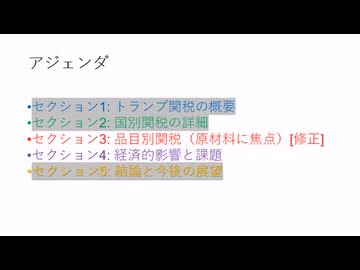 アジェンダ
•セクション1: トランプ関税の概要
•セクション2: 国別関税の詳細
•セクション3: 品目別関税（原材料に焦点）[修正]
•セクション4: 経済的影響と課題
•セクション5: 結論と今後の展望